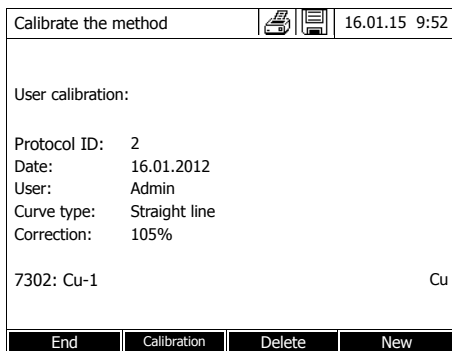 Calibrate the method 16.01.15 9:52
User calibration:
Protocol ID: 2
Date: 16.01.2012
User: Admin
Curve type: Straight line
Correction: 105%
7302: Cu-1 Cu
End Calibration Delete New